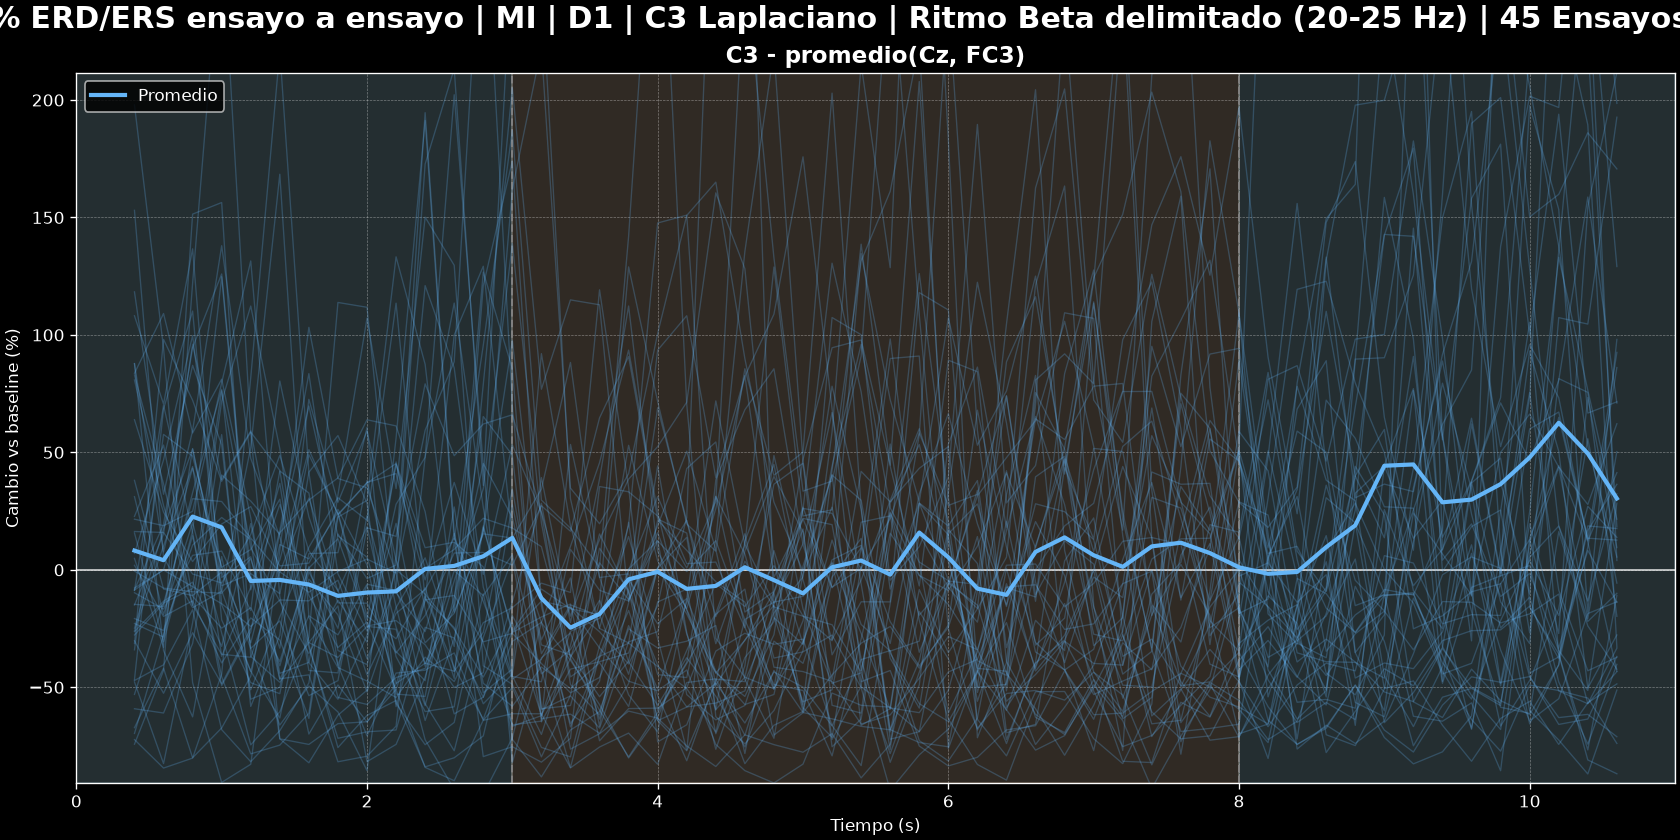 % ERD/ERS ensayo a ensayo | MI | D1 | C3 Laplaciano | Ritmo Beta delimitado (20-25 Hz) | 45 Ensayos
C3 - promedio(Cz, FC3)
Promedio
200
150
100
50
0
−50
Cambio vs baseline (%)
0 2 4 6 8 10
Tiempo (s)